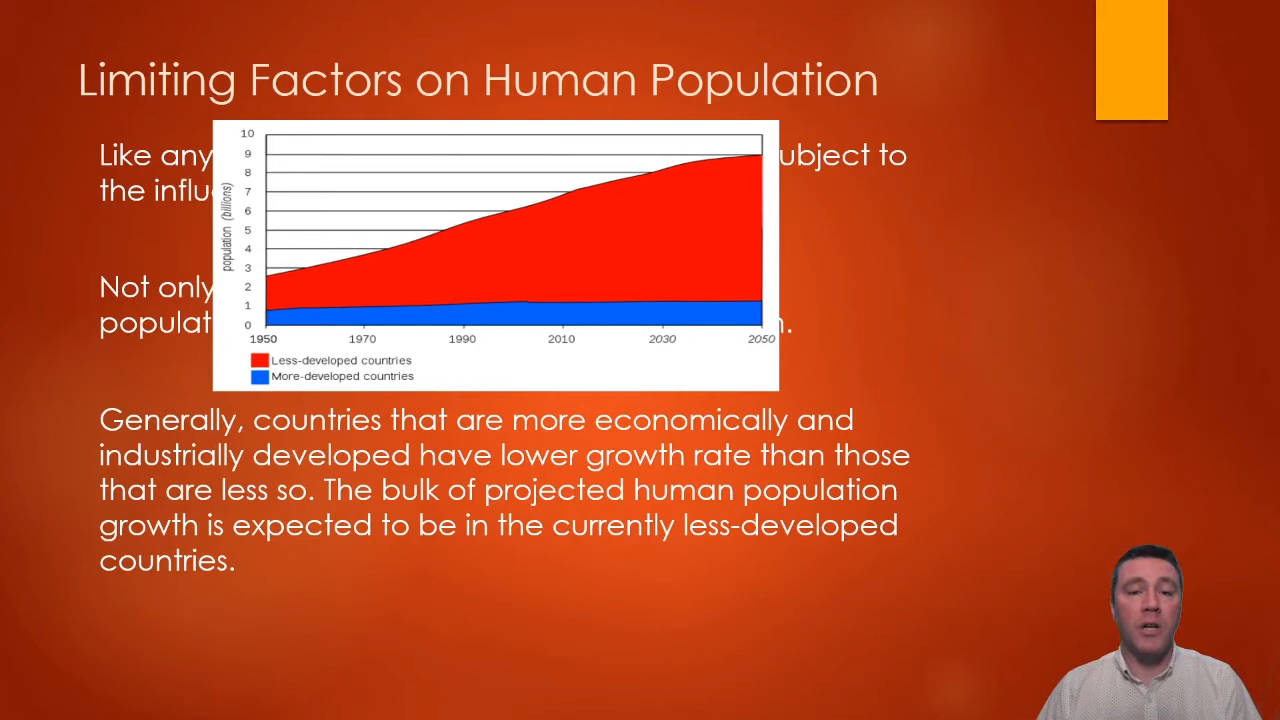 Limiting Factors on Human Population
Like any
ubject to
the influ
Not only
populat
10
9
8
7
6
5
4
3
2
1
0
population (billions)
1950 1970 1990 2010 2030 2050
Less-developed countries
More-developed countries
Generally, countries that are more economically and
industrially developed have lower growth rate than those
that are less so. The bulk of projected human population
growth is expected to be in the currently less-developed
countries.